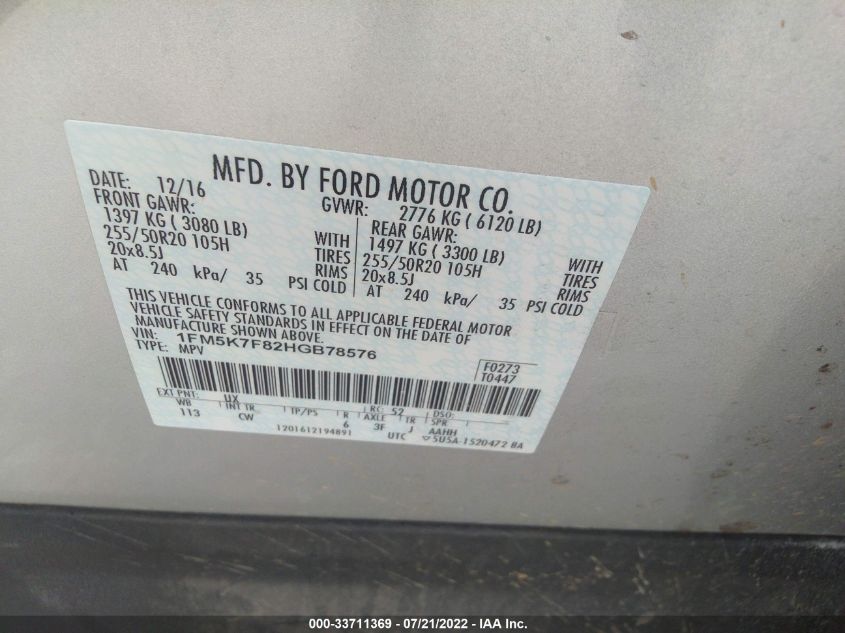 MFD. BY FORD MOTOR CO.
DATE: 12/16 GVWR: 2776 KG ( 6120 LB)
FRONT GAWR: REAR GAWR:
1397 KG ( 3080 LB) WITH 1497 KG ( 3300 LB) WITH
255/50R20 105H TIRES 255/50R20 105H TIRES
20x8.5J RIMS 20x8.5J RIMS
AT 240 kPa/ 35 PSI COLD AT 240 kPa/ 35 PSI COLD
THIS VEHICLE CONFORMS TO ALL APPLICABLE FEDERAL MOTOR
VEHICLE SAFETY STANDARDS IN EFFECT ON THE DATE OF
MANUFACTURE SHOWN ABOVE.
VIN: 1FM5K7F82HGB78576
TYPE: MPV
F0273
T0447
EXT PNT: UX RC: 52 DSO:
WB INT TR TP/PS R AXLE TR SPR
113 CW 6 3F J AAHH
1201612194891 UTC ▽5U5A-1520472 BA
000-33711369 / 07/21/2022 - IAA Inc.